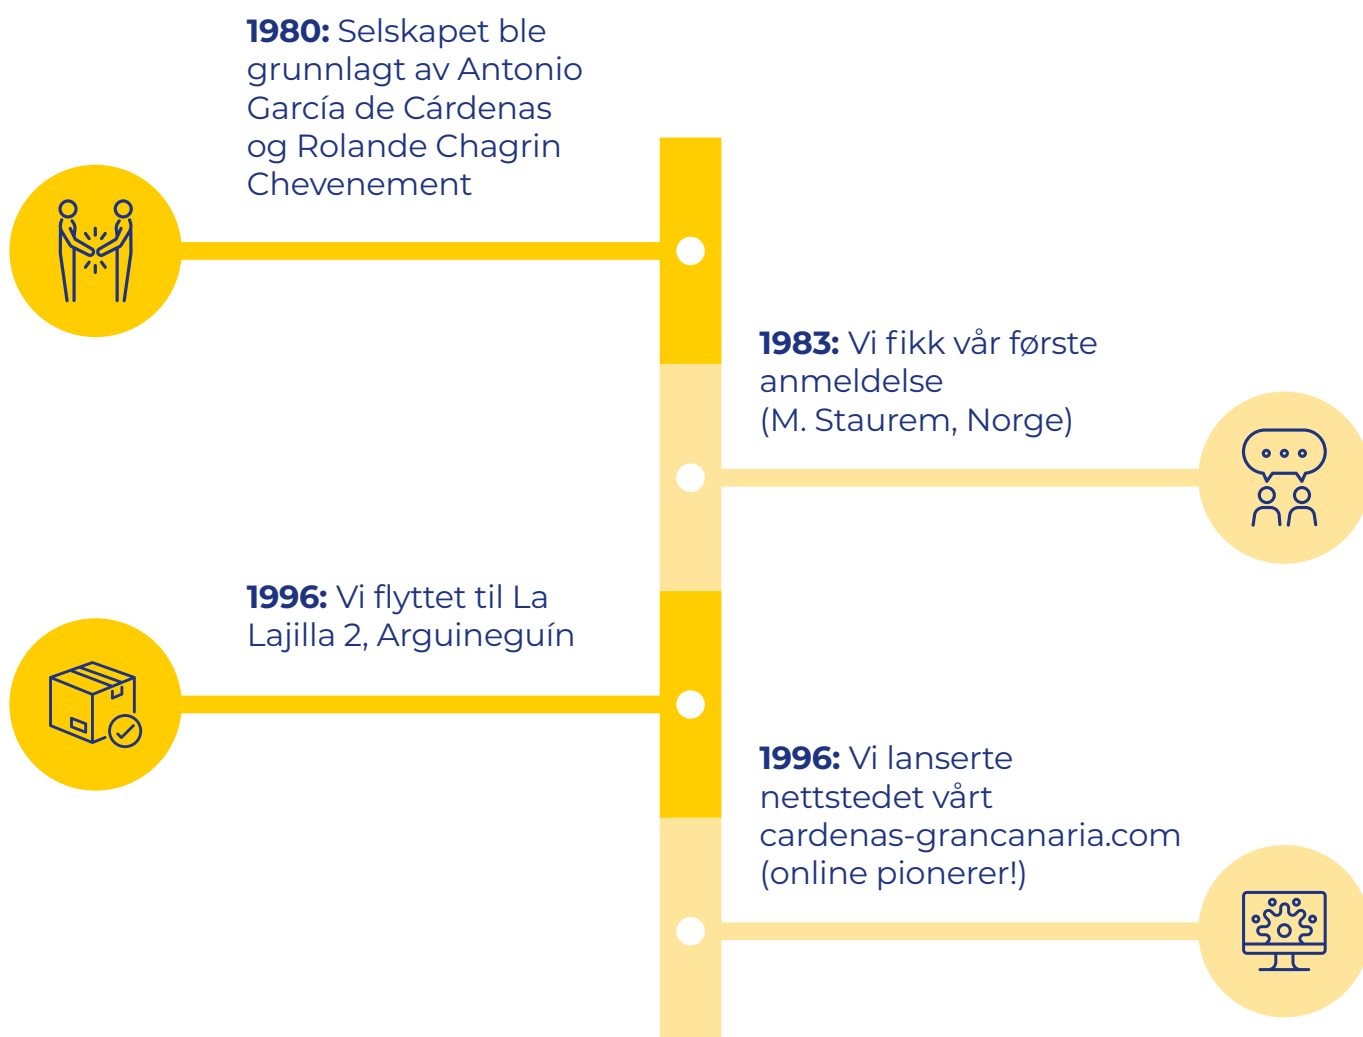 1980: Selskapet ble
grunnlagt av Antonio
García de Cárdenas
og Rolande Chagrin
Chevenement
1983: Vi fikk vår første
anmeldelse
(M. Staurem, Norge)
1996: Vi flyttet til La
Lajilla 2, Arguineguín
1996: Vi lanserte
nettstedet vårt
cardenas-grancanaria.com
(online pionerer!)